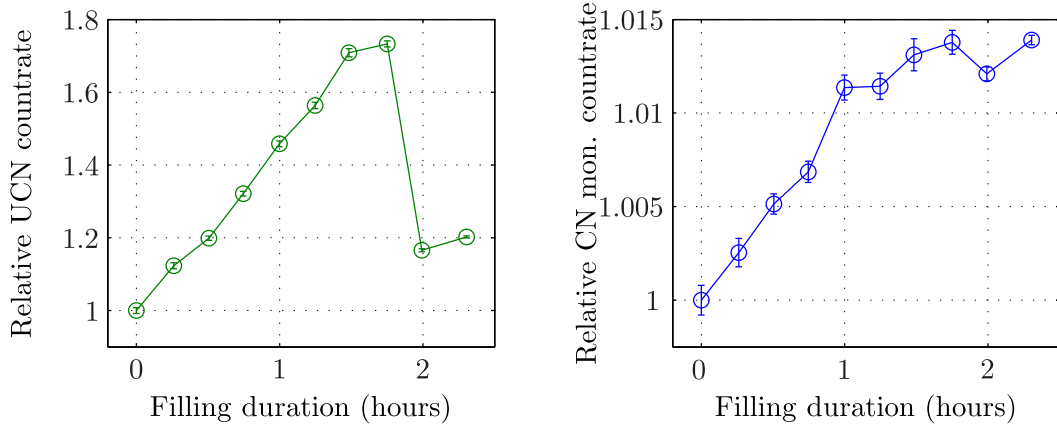 Relative UCN countrate
1.8
1.6
1.4
1.2
1
0 1 2
Filling duration (hours)
Relative CN mon. countrate
1.015
1.01
1.005
1
0 1 2
Filling duration (hours)